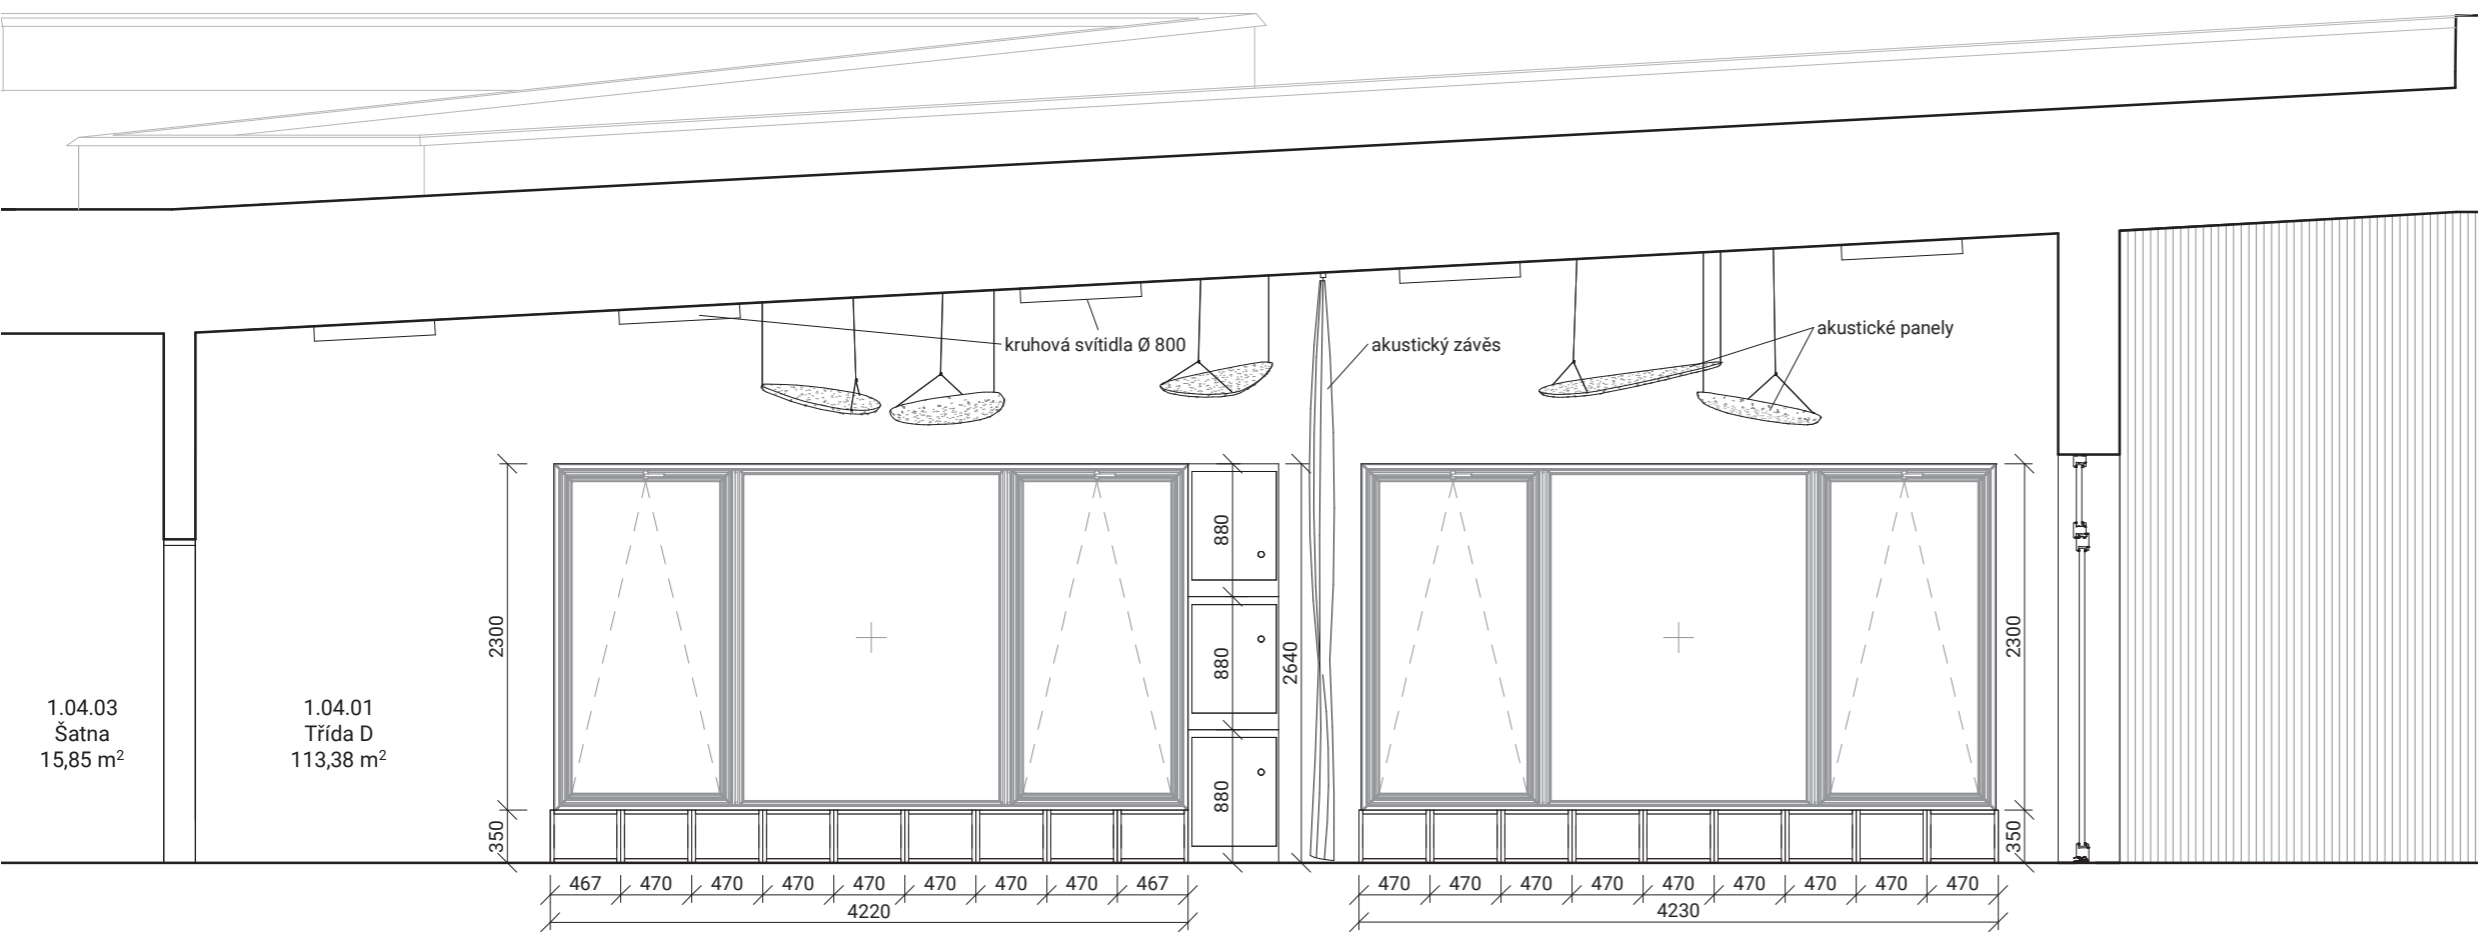 kruhová svítidla Ø 800
akustický závěs
akustické panely
1.04.03
Šatna
15,85 m²
1.04.01
Třída D
113,38 m²
2300
350
880
880
880
2640
2300
350
467 470 470 470 470 470 470 470 467
4220
470 470 470 470 470 470 470 470 470
4230